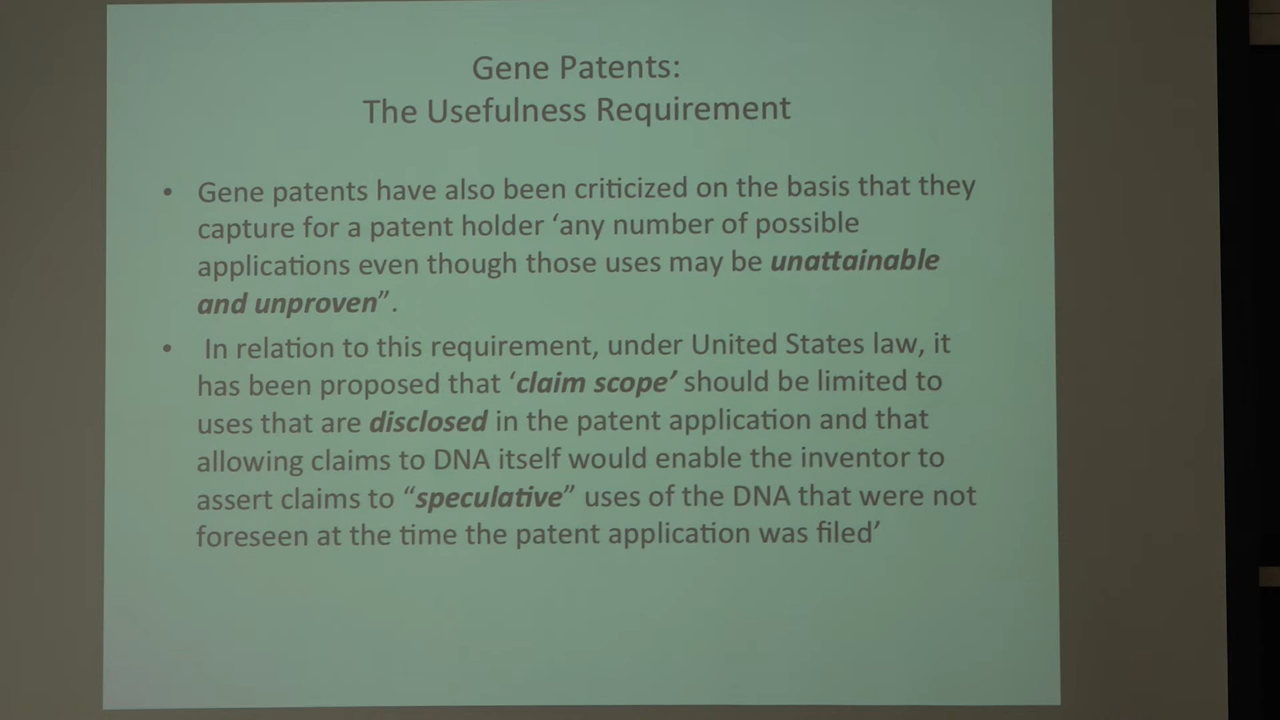 Gene Patents:
The Usefulness Requirement
• Gene patents have also been criticized on the basis that they
capture for a patent holder ‘any number of possible
applications even though those uses may be unattainable
and unproven”.
• In relation to this requirement, under United States law, it
has been proposed that ‘claim scope’ should be limited to
uses that are disclosed in the patent application and that
allowing claims to DNA itself would enable the inventor to
assert claims to “speculative” uses of the DNA that were not
foreseen at the time the patent application was filed’